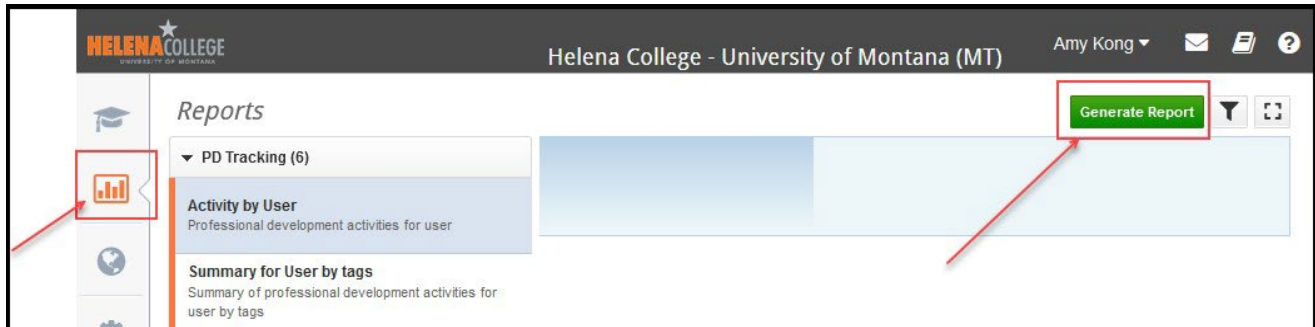 HELENA COLLEGE
UNIVERSITY OF MONTANA
Helena College - University of Montana (MT)
Amy Kong
Reports
Generate Report
PD Tracking (6)
Activity by User
Professional development activities for user
Summary for User by tags
Summary of professional development activities for
user by tags